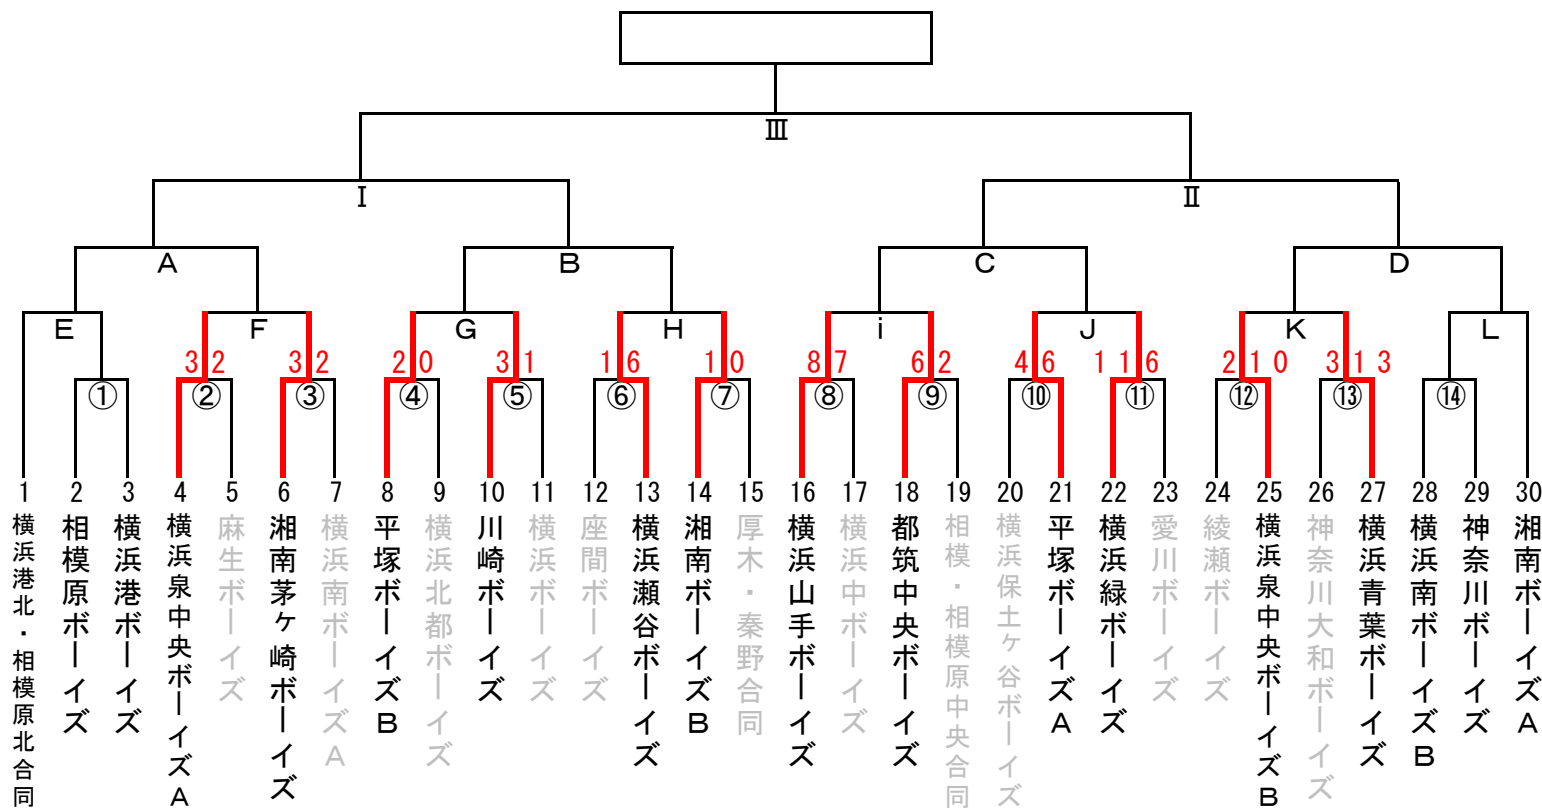 Ⅲ
Ⅰ Ⅱ
A B C D
E F G H i J K L
3 2 3 2 2 0 3 1 1 6 1 0 8 7 6 2 4 6 1 1 6 2 1 0 3 1 3
① ② ③ ④ ⑤ ⑥ ⑦ ⑧ ⑨ ⑩ ⑪ ⑫ ⑬ ⑭
1 2 3 4 5 6 7 8 9 10 11 12 13 14 15 16 17 18 19 20 21 22 23 24 25 26 27 28 29 30
横浜港北・相模原北合同
相模原ボーイズ
横浜港ボーイズ
横浜泉中央ボーイズA
麻生ボーイズ
湘南茅ヶ崎ボーイズ
横浜南ボーイズA
平塚ボーイズB
横浜北都ボーイズ
川崎ボーイズ
横浜ボーイズ
座間ボーイズ
横浜瀬谷ボーイズ
湘南ボーイズB
厚木・秦野合同
横浜山手ボーイズ
横浜中ボーイズ
都筑中央ボーイズ
相模・相模原中央合同
横浜保土ヶ谷ボーイズ
平塚ボーイズA
横浜緑ボーイズ
愛川ボーイズ
綾瀬ボーイズ
横浜泉中央ボーイズB
神奈川大和ボーイズ
横浜青葉ボーイズ
横浜南ボーイズB
神奈川ボーイズ
湘南ボーイズA